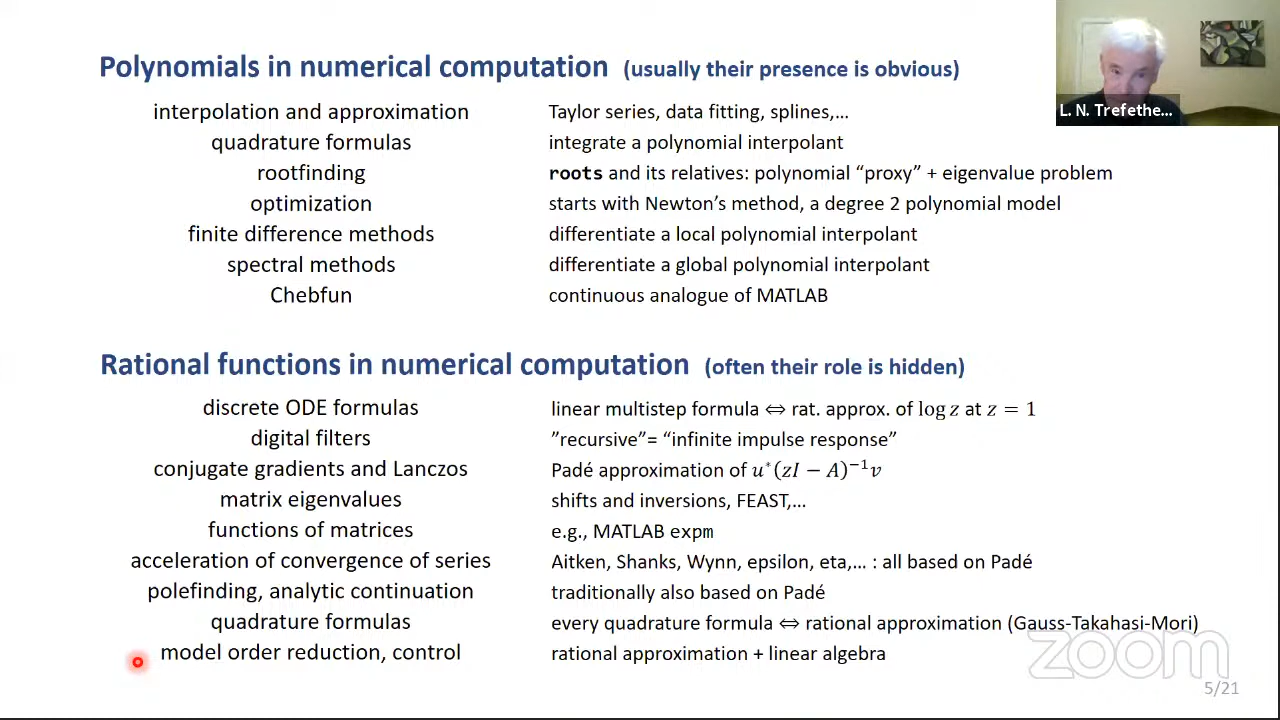 Polynomials in numerical computation (usually their presence is obvious)
interpolation and approximation Taylor series, data fitting, splines,...
quadrature formulas integrate a polynomial interpolant
rootfinding roots and its relatives: polynomial “proxy” + eigenvalue problem
optimization starts with Newton’s method, a degree 2 polynomial model
finite difference methods differentiate a local polynomial interpolant
spectral methods differentiate a global polynomial interpolant
Chebfun continuous analogue of MATLAB
Rational functions in numerical computation (often their role is hidden)
discrete ODE formulas linear multistep formula ⇔ rat. approx. of log z at z = 1
digital filters ”recursive”= “infinite impulse response”
conjugate gradients and Lanczos Padé approximation of u*(zI − A)⁻¹v
matrix eigenvalues shifts and inversions, FEAST,...
functions of matrices e.g., MATLAB expm
acceleration of convergence of series Aitken, Shanks, Wynn, epsilon, eta,... : all based on Padé
polefinding, analytic continuation traditionally also based on Padé
quadrature formulas every quadrature formula ⇔ rational approximation (Gauss-Takahasi-Mori)
model order reduction, control rational approximation + linear algebra
L. N. Trefethe...
zoom
5/21